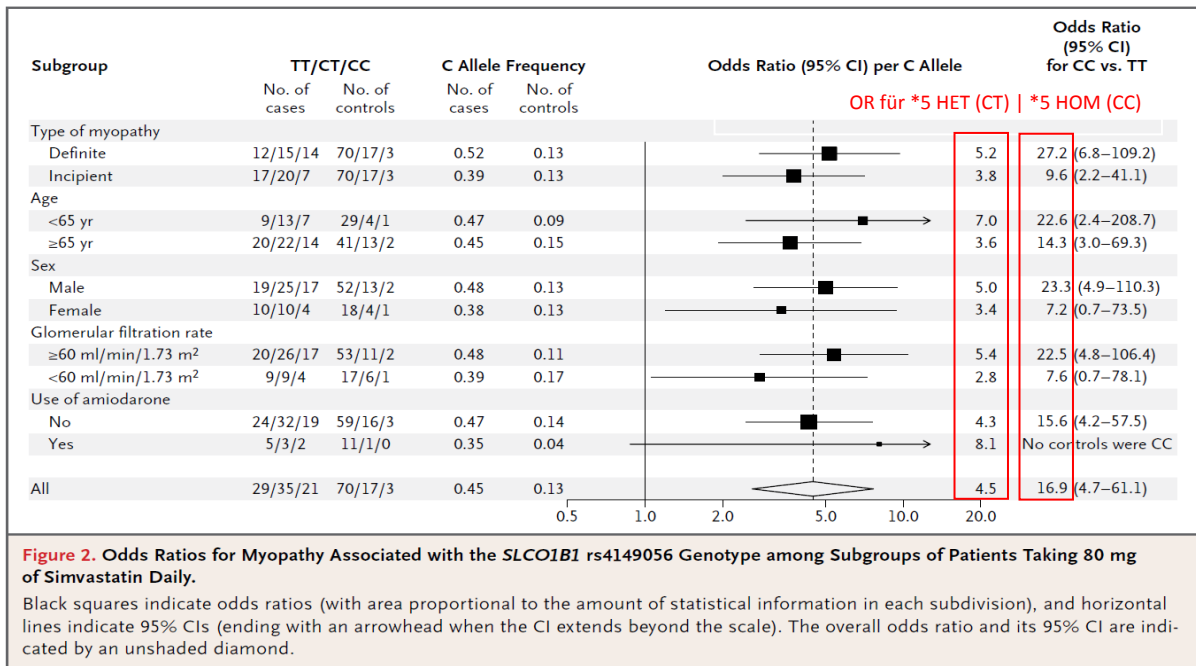 Odds Ratio
(95% CI)
Subgroup TT/CT/CC C Allele Frequency Odds Ratio (95% CI) per C Allele for CC vs. TT
No. of cases No. of controls No. of cases No. of controls
OR für *5 HET (CT) | *5 HOM (CC)
Type of myopathy
Definite 12/15/14 70/17/3 0.52 0.13 5.2 27.2 (6.8–109.2)
Incipient 17/20/7 70/17/3 0.39 0.13 3.8 9.6 (2.2–41.1)
Age
<65 yr 9/13/7 29/4/1 0.47 0.09 7.0 22.6 (2.4–208.7)
≥65 yr 20/22/14 41/13/2 0.45 0.15 3.6 14.3 (3.0–69.3)
Sex
Male 19/25/17 52/13/2 0.48 0.13 5.0 23.3 (4.9–110.3)
Female 10/10/4 18/4/1 0.38 0.13 3.4 7.2 (0.7–73.5)
Glomerular filtration rate
≥60 ml/min/1.73 m² 20/26/17 53/11/2 0.48 0.11 5.4 22.5 (4.8–106.4)
<60 ml/min/1.73 m² 9/9/4 17/6/1 0.39 0.17 2.8 7.6 (0.7–78.1)
Use of amiodarone
No 24/32/19 59/16/3 0.47 0.14 4.3 15.6 (4.2–57.5)
Yes 5/3/2 11/1/0 0.35 0.04 8.1 No controls were CC
All 29/35/21 70/17/3 0.45 0.13 4.5 16.9 (4.7–61.1)
0.5 1.0 2.0 5.0 10.0 20.0
Figure 2. Odds Ratios for Myopathy Associated with the SLCO1B1 rs4149056 Genotype among Subgroups of Patients Taking 80 mg
of Simvastatin Daily.
Black squares indicate odds ratios (with area proportional to the amount of statistical information in each subdivision), and horizontal
lines indicate 95% CIs (ending with an arrowhead when the CI extends beyond the scale). The overall odds ratio and its 95% CI are indi-
cated by an unshaded diamond.